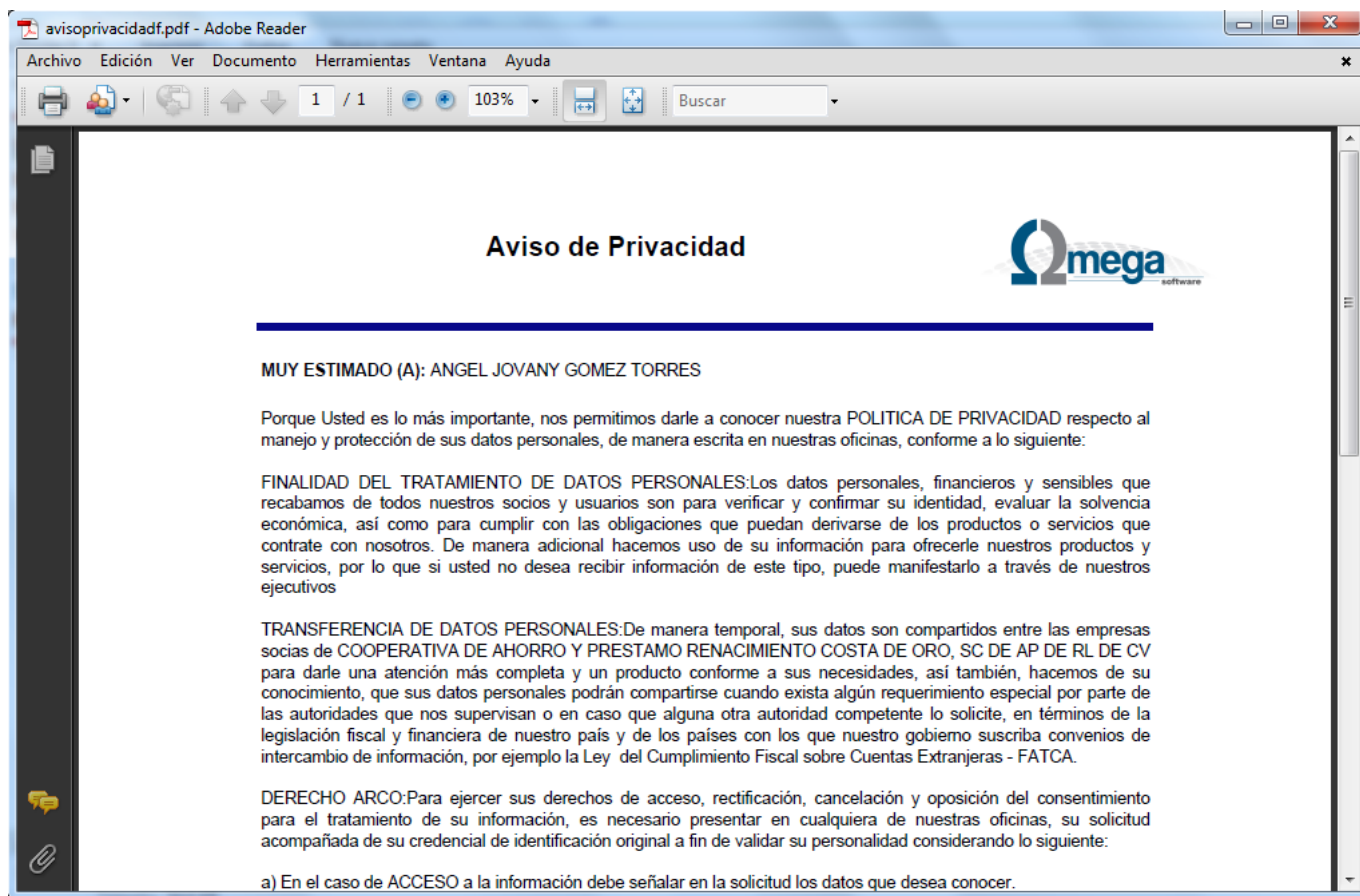 avisoprivacidadf.pdf - Adobe Reader
Archivo Edición Ver Documento Herramientas Ventana Ayuda
1 / 1 103% Buscar
Aviso de Privacidad
Ωmega
software
MUY ESTIMADO (A): ANGEL JOVANY GOMEZ TORRES
Porque Usted es lo más importante, nos permitimos darle a conocer nuestra POLITICA DE PRIVACIDAD respecto al
manejo y protección de sus datos personales, de manera escrita en nuestras oficinas, conforme a lo siguiente:
FINALIDAD DEL TRATAMIENTO DE DATOS PERSONALES:Los datos personales, financieros y sensibles que
recabamos de todos nuestros socios y usuarios son para verificar y confirmar su identidad, evaluar la solvencia
económica, así como para cumplir con las obligaciones que puedan derivarse de los productos o servicios que
contrate con nosotros. De manera adicional hacemos uso de su información para ofrecerle nuestros productos y
servicios, por lo que si usted no desea recibir información de este tipo, puede manifestarlo a través de nuestros
ejecutivos
TRANSFERENCIA DE DATOS PERSONALES:De manera temporal, sus datos son compartidos entre las empresas
socias de COOPERATIVA DE AHORRO Y PRESTAMO RENACIMIENTO COSTA DE ORO, SC DE AP DE RL DE CV
para darle una atención más completa y un producto conforme a sus necesidades, así también, hacemos de su
conocimiento, que sus datos personales podrán compartirse cuando exista algún requerimiento especial por parte de
las autoridades que nos supervisan o en caso que alguna otra autoridad competente lo solicite, en términos de la
legislación fiscal y financiera de nuestro país y de los países con los que nuestro gobierno suscriba convenios de
intercambio de información, por ejemplo la Ley del Cumplimiento Fiscal sobre Cuentas Extranjeras - FATCA.
DERECHO ARCO:Para ejercer sus derechos de acceso, rectificación, cancelación y oposición del consentimiento
para el tratamiento de su información, es necesario presentar en cualquiera de nuestras oficinas, su solicitud
acompañada de su credencial de identificación original a fin de validar su personalidad considerando lo siguiente:
a) En el caso de ACCESO a la información debe señalar en la solicitud los datos que desea conocer.